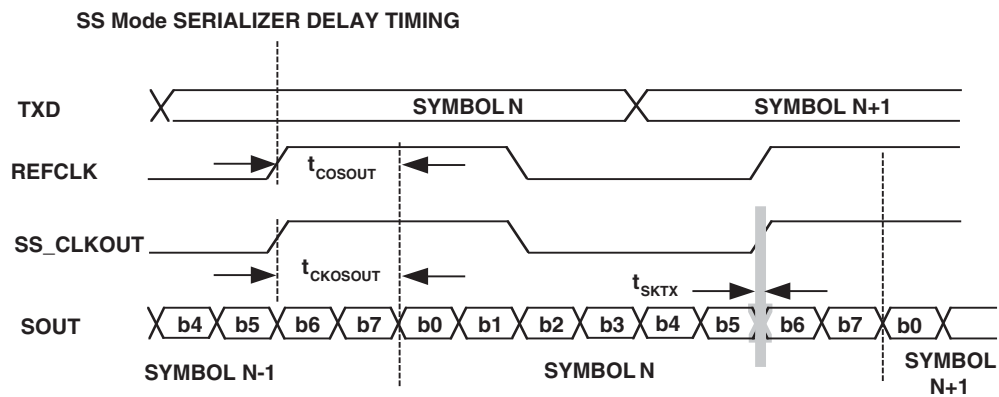 SS Mode SERIALIZER DELAY TIMING
TXD SYMBOL N SYMBOL N+1
REFCLK tCOSOUT
SS_CLKOUT tCKOSOUT tSKTX
SOUT b4 b5 b6 b7 b0 b1 b2 b3 b4 b5 b6 b7 b0
SYMBOL N-1 SYMBOL N SYMBOL
N+1